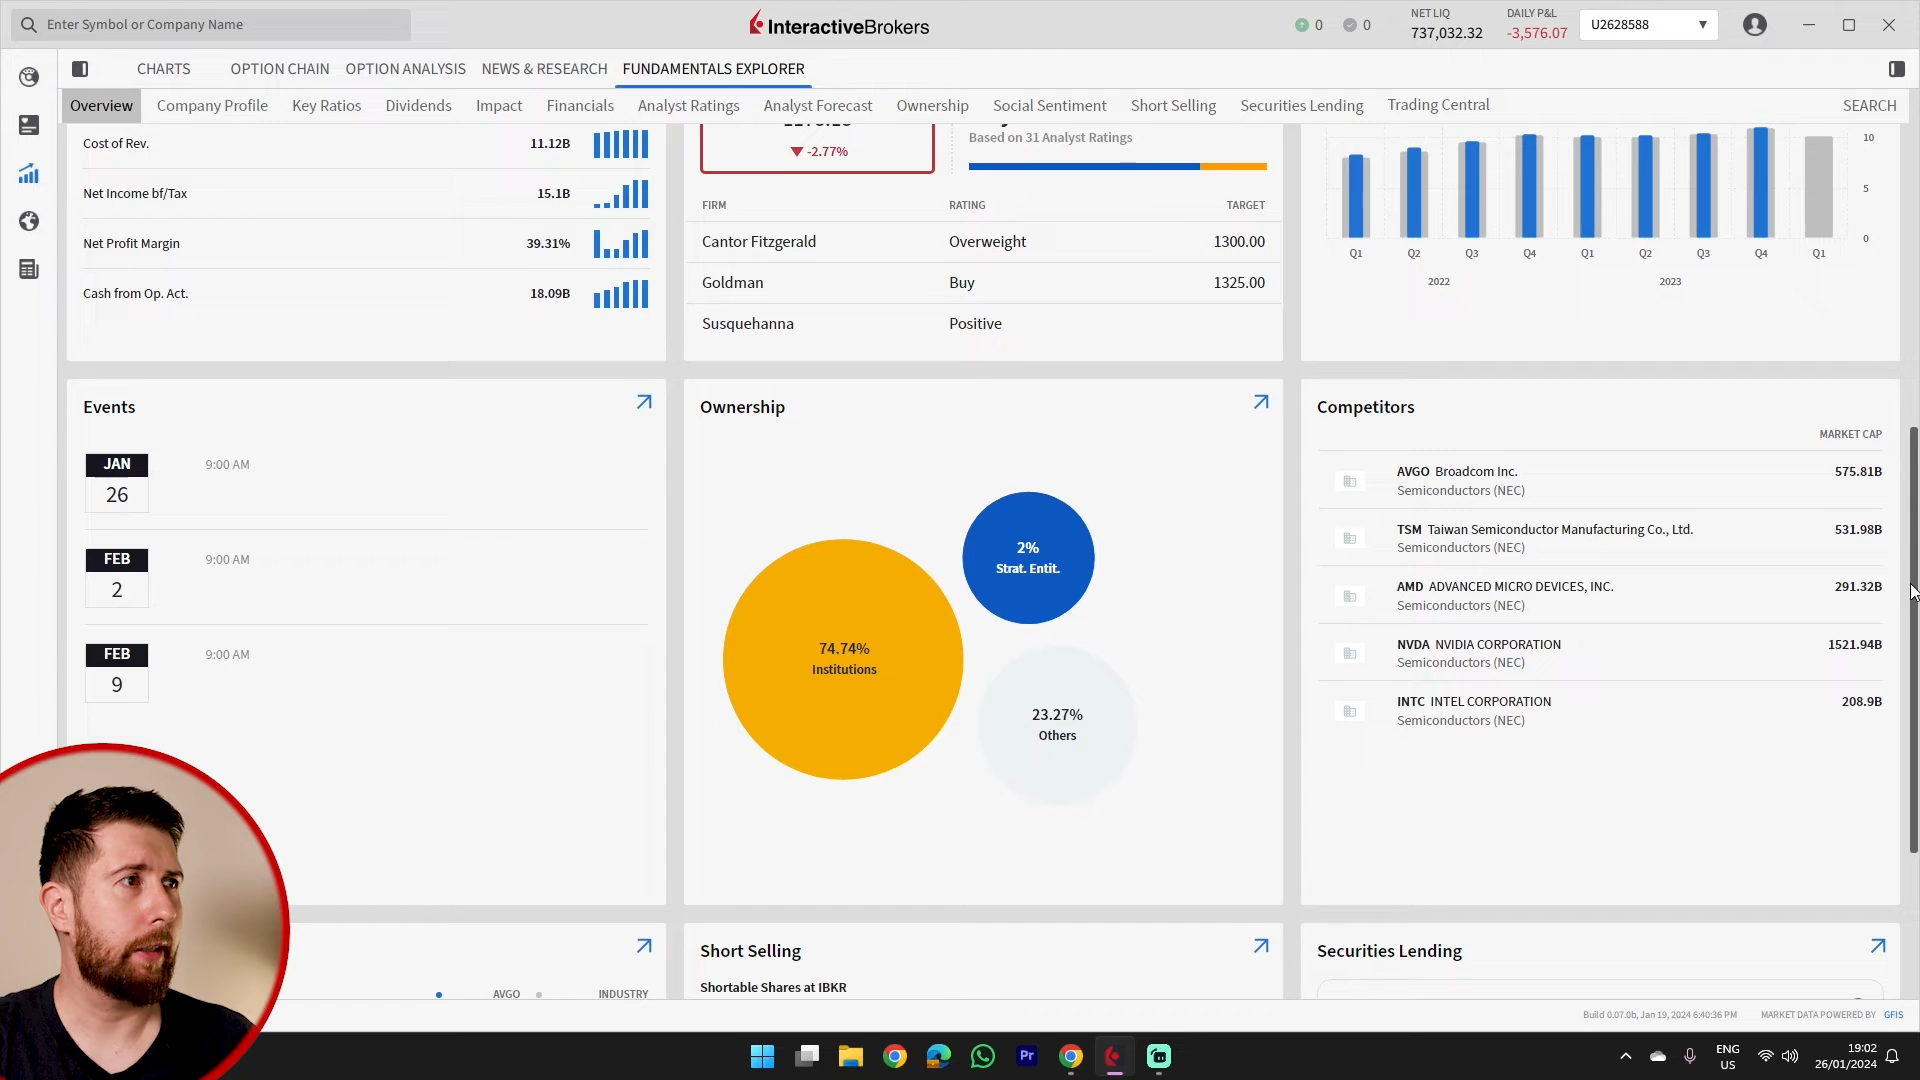 Enter Symbol or Company Name
InteractiveBrokers
0
0
NET LIQ
737,032.32
DAILY P&L
-3,576.07
U2628588
CHARTS
OPTION CHAIN
OPTION ANALYSIS
NEWS & RESEARCH
FUNDAMENTALS EXPLORER
Overview
Company Profile
Key Ratios
Dividends
Impact
Financials
Analyst Ratings
Analyst Forecast
Ownership
Social Sentiment
Short Selling
Securities Lending
Trading Central
SEARCH
Cost of Rev.
11.12B
Net Income bf/Tax
15.1B
Net Profit Margin
39.31%
Cash from Op. Act.
18.09B
-2.77%
Based on 31 Analyst Ratings
FIRM
RATING
TARGET
Cantor Fitzgerald
Overweight
1300.00
Goldman
Buy
1325.00
Susquehanna
Positive
10
5
0
Q1
Q2
Q3
Q4
Q1
Q2
Q3
Q4
Q1
2022
2023
Events
JAN
26
9:00 AM
FEB
2
9:00 AM
FEB
9
9:00 AM
Ownership
2%
Strat. Entit.
74.74%
Institutions
23.27%
Others
Competitors
MARKET CAP
AVGO Broadcom Inc.
575.81B
Semiconductors (NEC)
TSM Taiwan Semiconductor Manufacturing Co., Ltd.
531.98B
Semiconductors (NEC)
AMD ADVANCED MICRO DEVICES, INC.
291.32B
Semiconductors (NEC)
NVDA NVIDIA CORPORATION
1521.94B
Semiconductors (NEC)
INTC INTEL CORPORATION
208.9B
Semiconductors (NEC)
AVGO
INDUSTRY
Short Selling
Shortable Shares at IBKR
Securities Lending
Build 0.07.0b, Jan 19, 2024 6:40:36 PM
MARKET DATA POWERED BY GFIS
Pr
ENG
US
19:02
26/01/2024